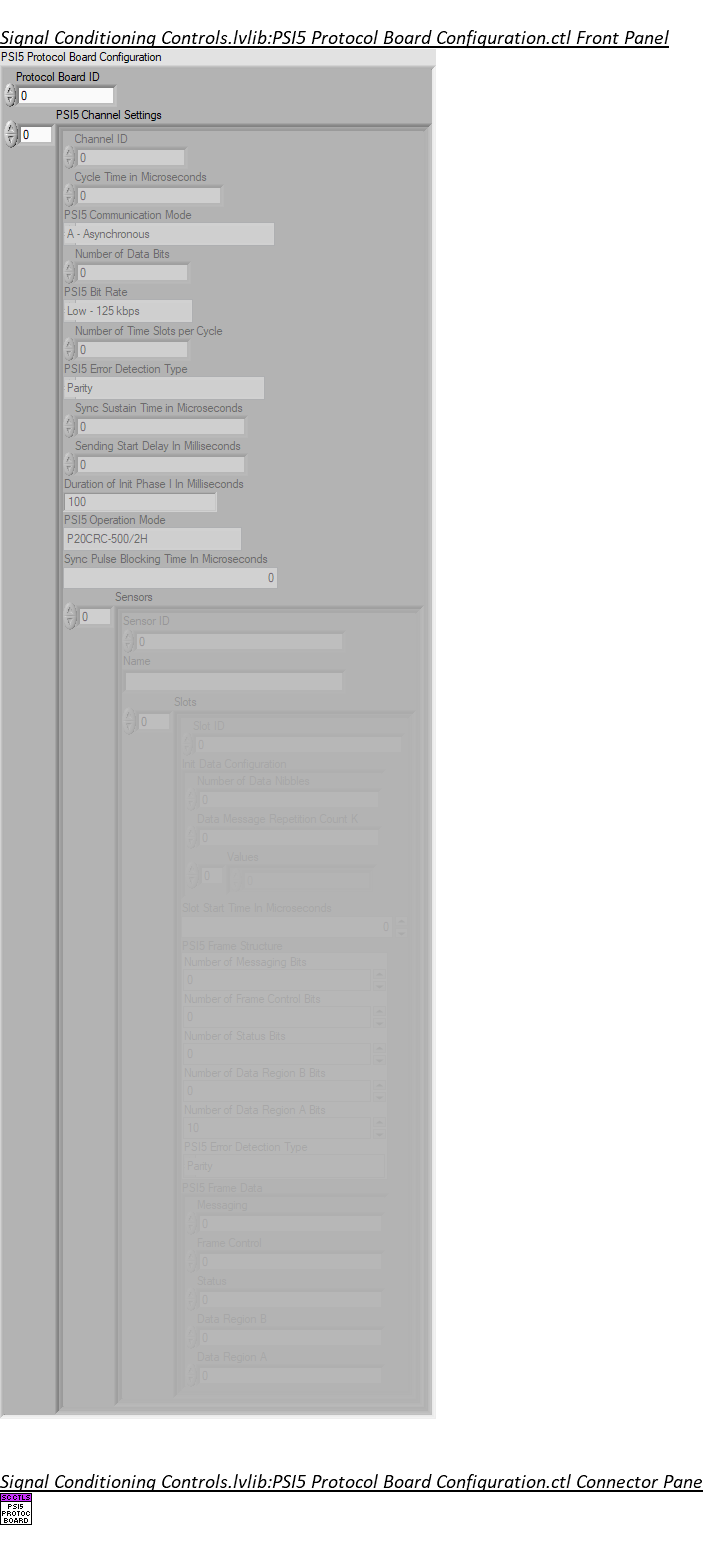 Signal Conditioning Controls.lvlib:PSI5 Protocol Board Configuration.ctl Front Panel
PSI5 Protocol Board Configuration
Protocol Board ID
0
PSI5 Channel Settings
0
Channel ID
0
Cycle Time in Microseconds
0
PSI5 Communication Mode
A - Asynchronous
Number of Data Bits
0
PSI5 Bit Rate
Low - 125 kbps
Number of Time Slots per Cycle
0
PSI5 Error Detection Type
Parity
Sync Sustain Time in Microseconds
0
Sending Start Delay In Milliseconds
0
Duration of Init Phase I In Milliseconds
100
PSI5 Operation Mode
P20CRC-500/2H
Sync Pulse Blocking Time In Microseconds
0
Sensors
0
Sensor ID
0
Name
Slots
0
Slot ID
0
Init Data Configuration
Number of Data Nibbles
0
Data Message Repetition Count K
0
Values
0
0
Slot Start Time In Microseconds
0
PSI5 Frame Structure
Number of Messaging Bits
0
Number of Frame Control Bits
0
Number of Status Bits
0
Number of Data Region B Bits
0
Number of Data Region A Bits
10
PSI5 Error Detection Type
Parity
PSI5 Frame Data
Messaging
0
Frame Control
0
Status
0
Data Region B
0
Data Region A
0
Signal Conditioning Controls.lvlib:PSI5 Protocol Board Configuration.ctl Connector Pane
SCCTLS
PSI5
PROTOC
BOARD